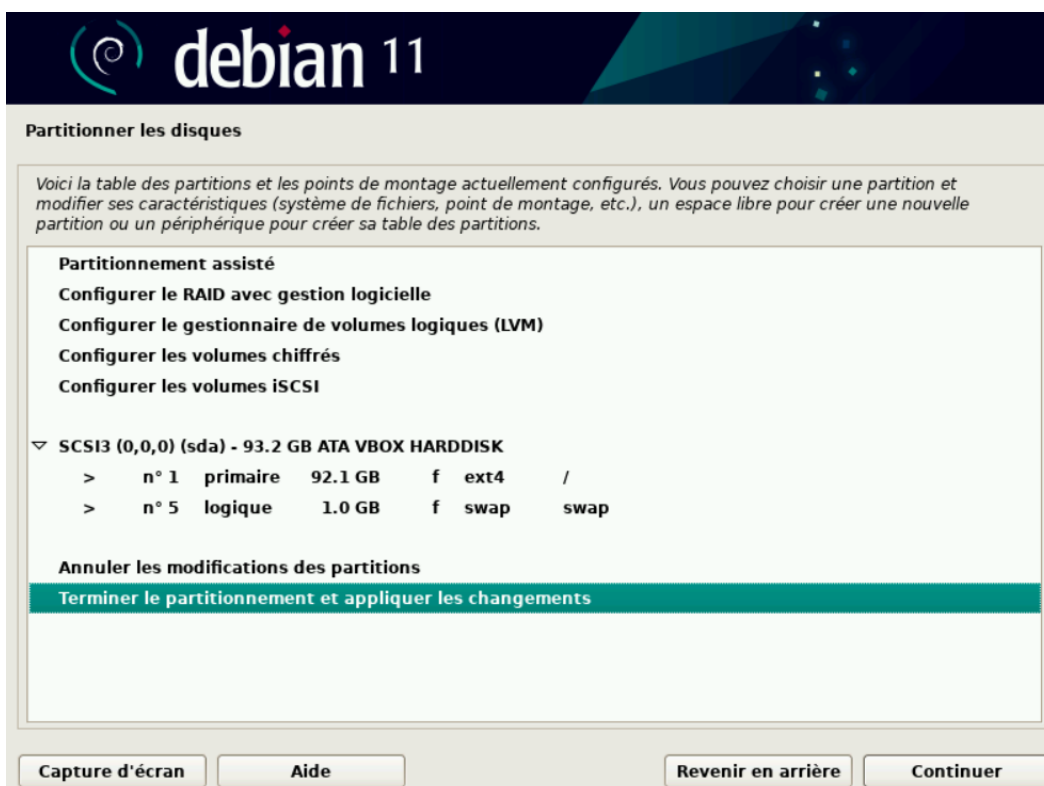 debian 11
Partitionner les disques
Voici la table des partitions et les points de montage actuellement configurés. Vous pouvez choisir une partition et
modifier ses caractéristiques (système de fichiers, point de montage, etc.), un espace libre pour créer une nouvelle
partition ou un périphérique pour créer sa table des partitions.
Partitionnement assisté
Configurer le RAID avec gestion logicielle
Configurer le gestionnaire de volumes logiques (LVM)
Configurer les volumes chiffrés
Configurer les volumes iSCSI
SCSI3 (0,0,0) (sda) - 93.2 GB ATA VBOX HARDDISK
> n° 1 primaire 92.1 GB f ext4 /
> n° 5 logique 1.0 GB f swap swap
Annuler les modifications des partitions
Terminer le partitionnement et appliquer les changements
Capture d'écran Aide Revenir en arrière Continuer